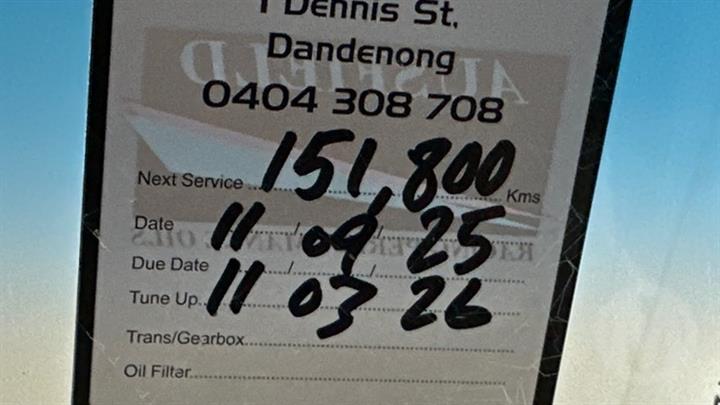 1 Dennis St.
Dandenong
0404 308 708
Next Service 151,800 Kms
Date 11/09/25
Due Date 11/03/26
Tune Up
Trans/Gearbox
Oil Filter